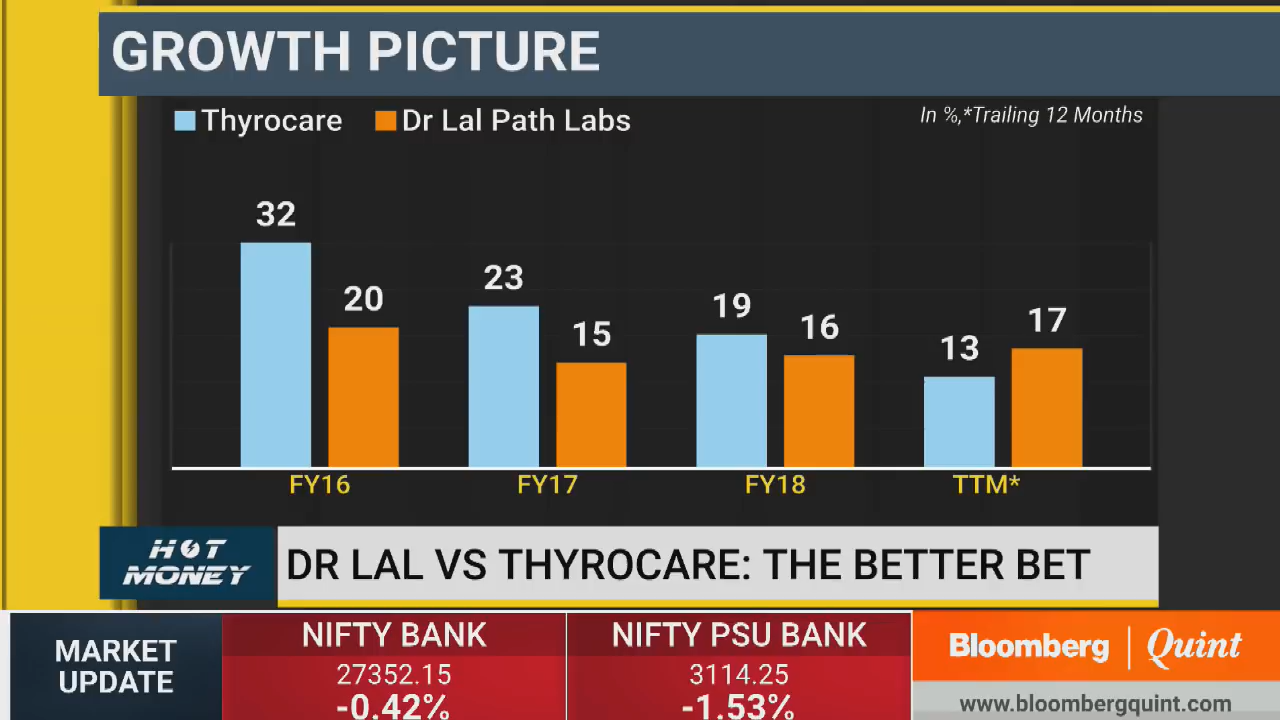 GROWTH PICTURE
Thyrocare
Dr Lal Path Labs
In %,*Trailing 12 Months
32
20
23
15
19
16
13
17
FY16
FY17
FY18
TTM*
HOT
MONEY
DR LAL VS THYROCARE: THE BETTER BET
MARKET
UPDATE
NIFTY BANK
27352.15
-0.42%
NIFTY PSU BANK
3114.25
-1.53%
Bloomberg | Quint
www.bloombergquint.com